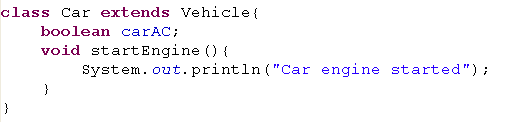 class Car extends Vehicle{
    boolean carAC;
    void startEngine(){
        System.out.println("Car engine started");
    }
}